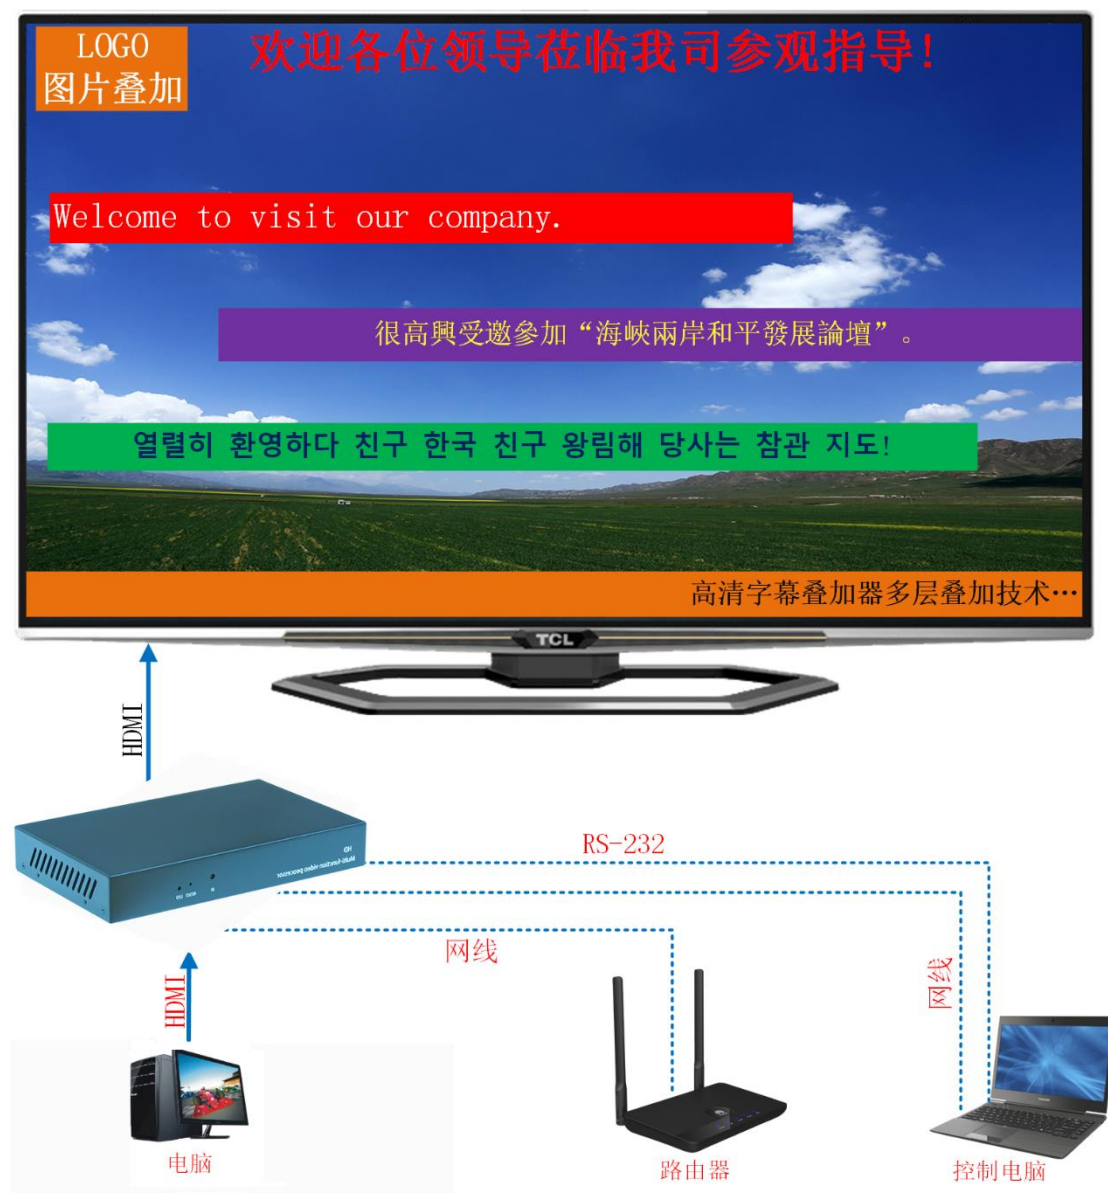 LOGO
图片叠加
欢迎各位领导莅临我司参观指导!
Welcome to visit our company.
很高興受邀參加“海峽兩岸和平發展論壇”。
열렬히 환영하다 친구 한국 친구 왕림해 당사는 참관 지도!
高清字幕叠加器多层叠加技术…
TCL
HDMI
RS-232
HD
Multi-function video processor
网线
网线
HDMI
电脑
路由器
控制电脑